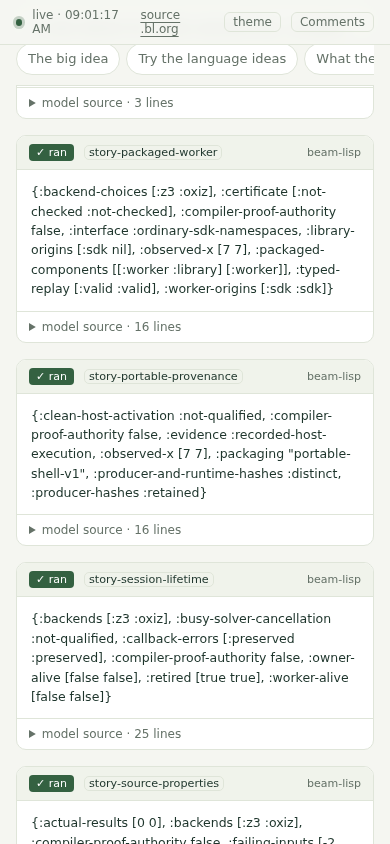 live · 09:01:17 AM
source .bl.org
theme
Comments
The big idea
Try the language ideas
What the
▶ model source · 3 lines
✓ ran story-packaged-worker beam-lisp
{:backend-choices [:z3 :oxiz], :certificate [:not-
checked :not-checked], :compiler-proof-authority
false, :interface :ordinary-sdk-namespaces, :library-
origins [:sdk nil], :observed-x [7 7], :packaged-
components [[:worker :library] [:worker]], :typed-
replay [:valid :valid], :worker-origins [:sdk :sdk]}
▶ model source · 16 lines
✓ ran story-portable-provenance beam-lisp
{:clean-host-activation :not-qualified, :compiler-
proof-authority false, :evidence :recorded-host-
execution, :observed-x [7 7], :packaging "portable-
shell-v1", :producer-and-runtime-hashes :distinct,
:producer-hashes :retained}
▶ model source · 16 lines
✓ ran story-session-lifetime beam-lisp
{:backends [:z3 :oxiz], :busy-solver-cancellation
:not-qualified, :callback-errors [:preserved
:preserved], :compiler-proof-authority false, :owner-
alive [false false], :retired [true true], :worker-alive
[false false]}
▶ model source · 25 lines
✓ ran story-source-properties beam-lisp
{:actual-results [0 0], :backends [:z3 :oxiz],
:compiler-proof-authority false, :failing-inputs [-2